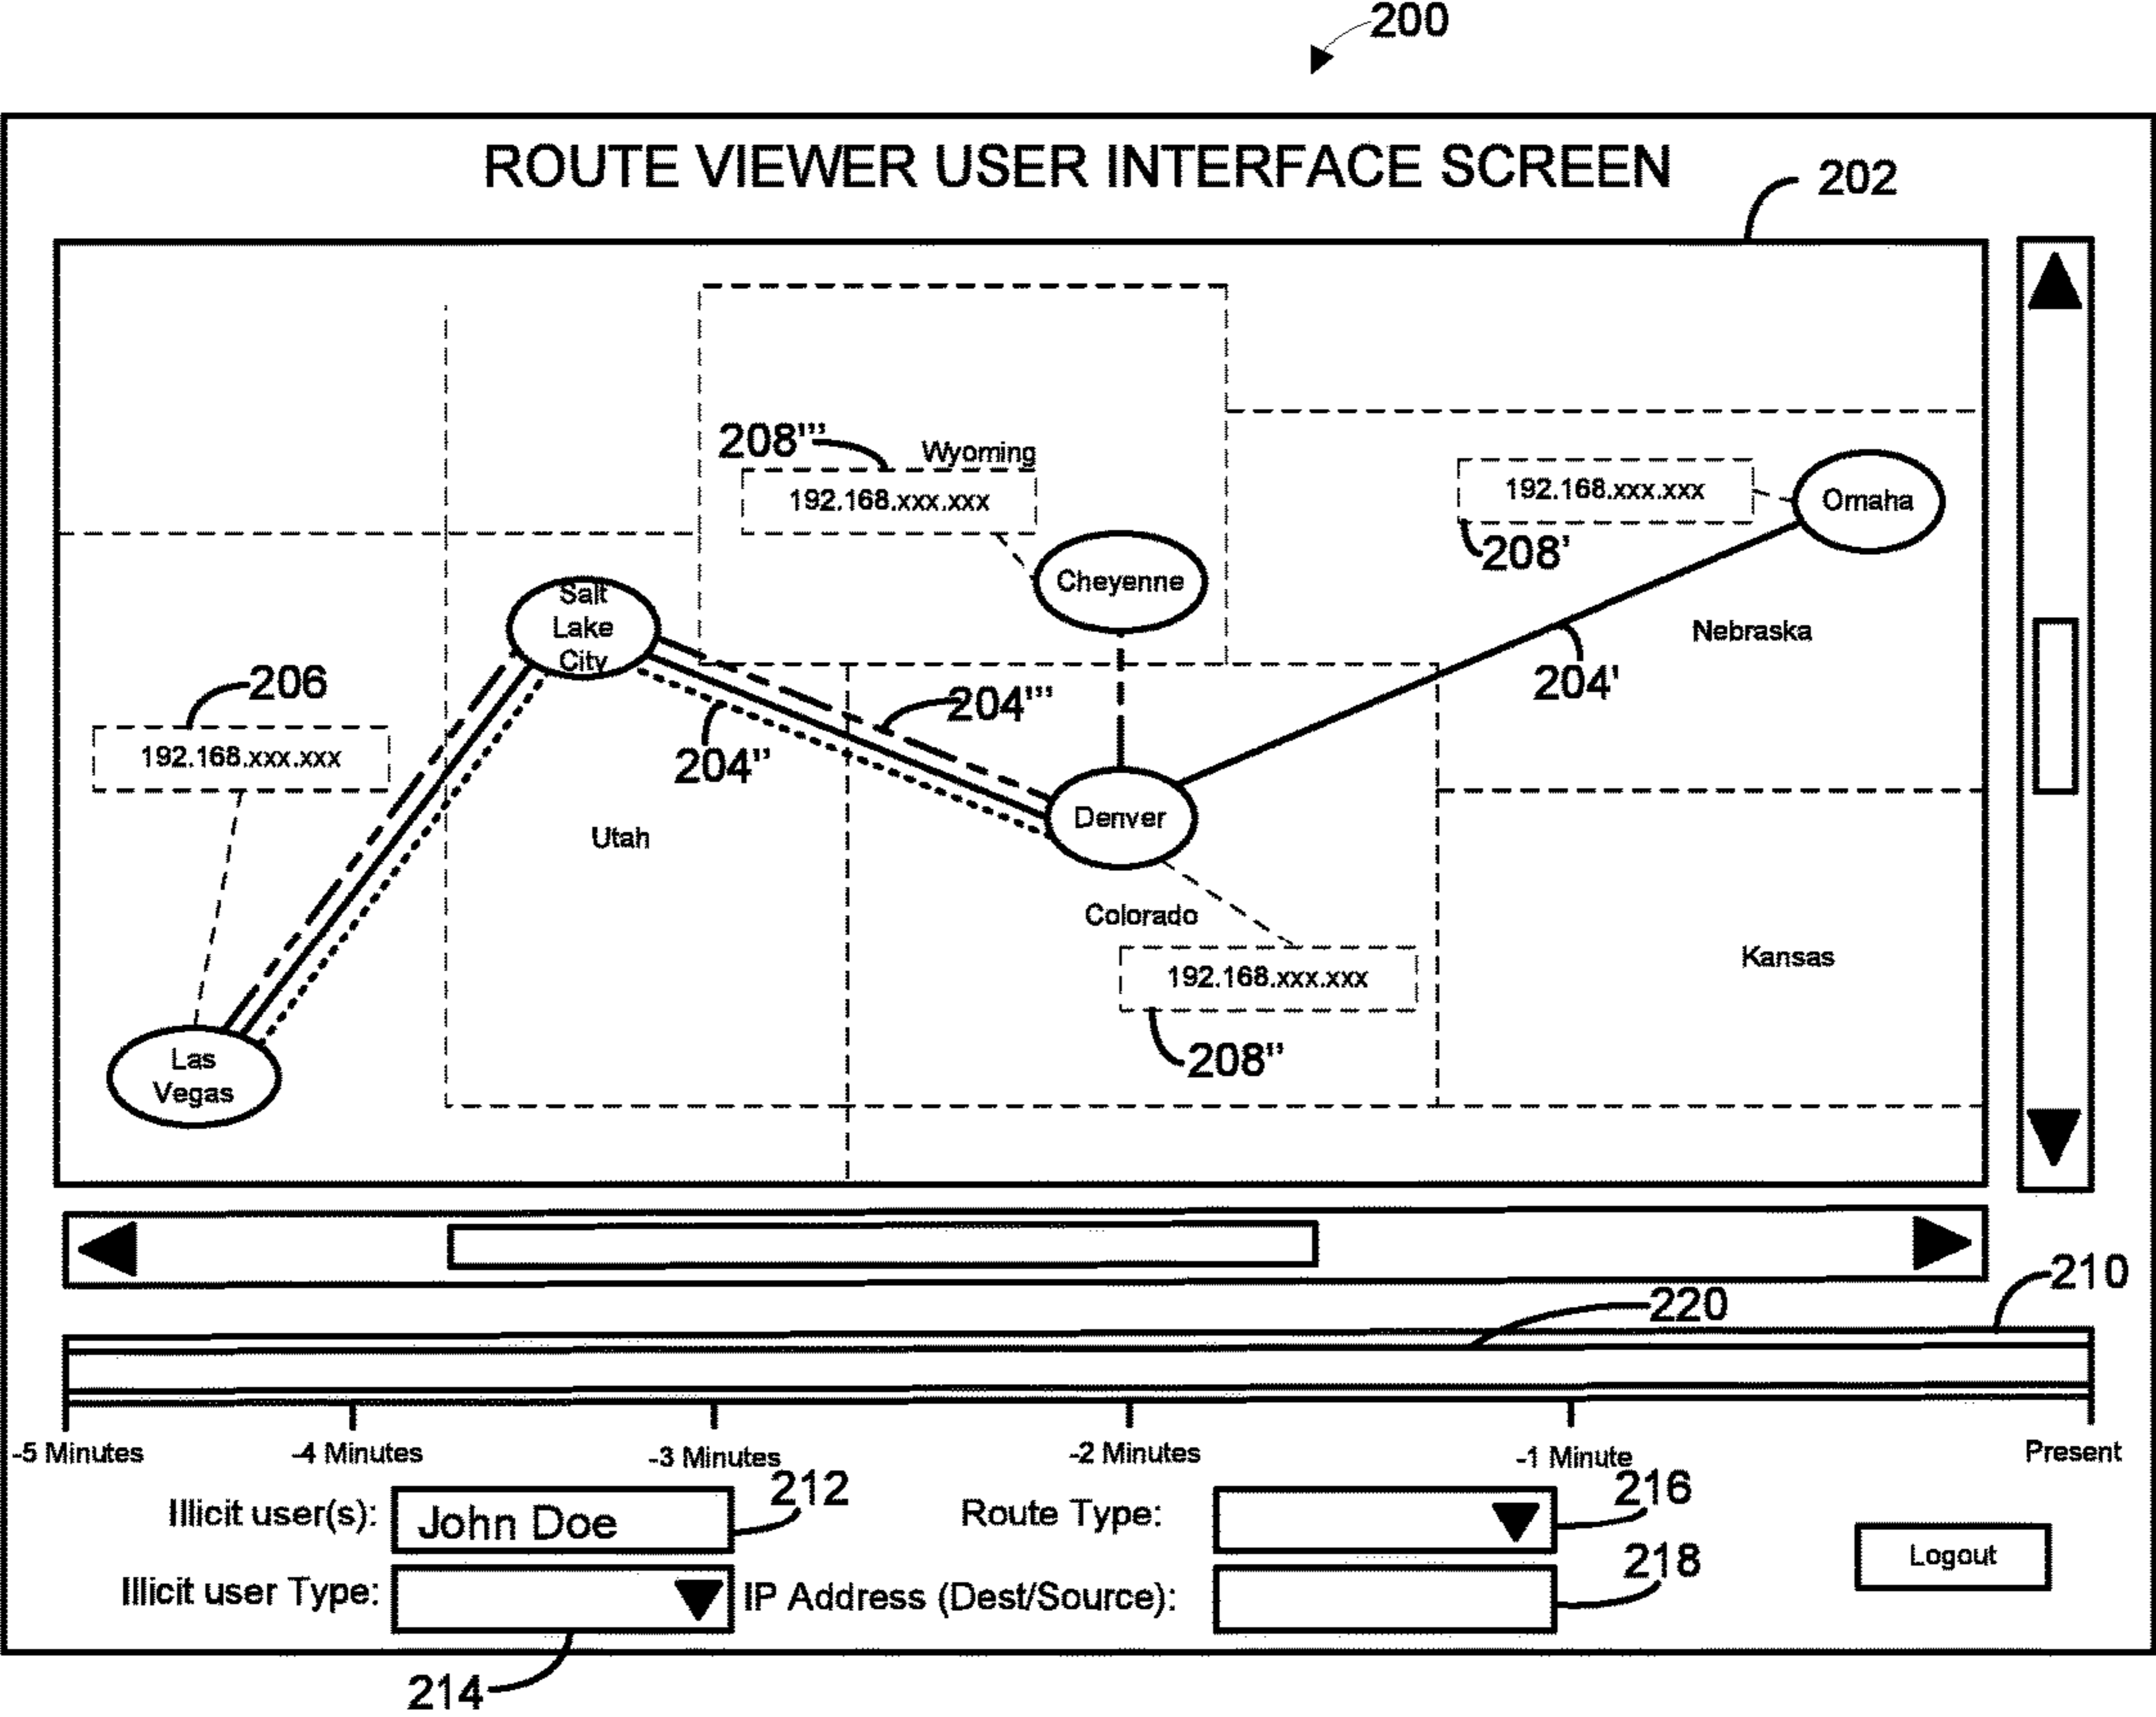 200
ROUTE VIEWER USER INTERFACE SCREEN
202
208'''
Wyoming
192.168.xxx.xxx
192.168.xxx.xxx
Omaha
208'
Cheyenne
Salt
Lake
City
Nebraska
206
204'
204'''
192.168.xxx.xxx
204''
Denver
Utah
Colorado
Kansas
192.168.xxx.xxx
208''
Las
Vegas
210
220
-5 Minutes
-4 Minutes
-3 Minutes
-2 Minutes
-1 Minute
Present
212
216
Illicit user(s):
John Doe
Route Type:
Logout
218
Illicit user Type:
IP Address (Dest/Source):
214